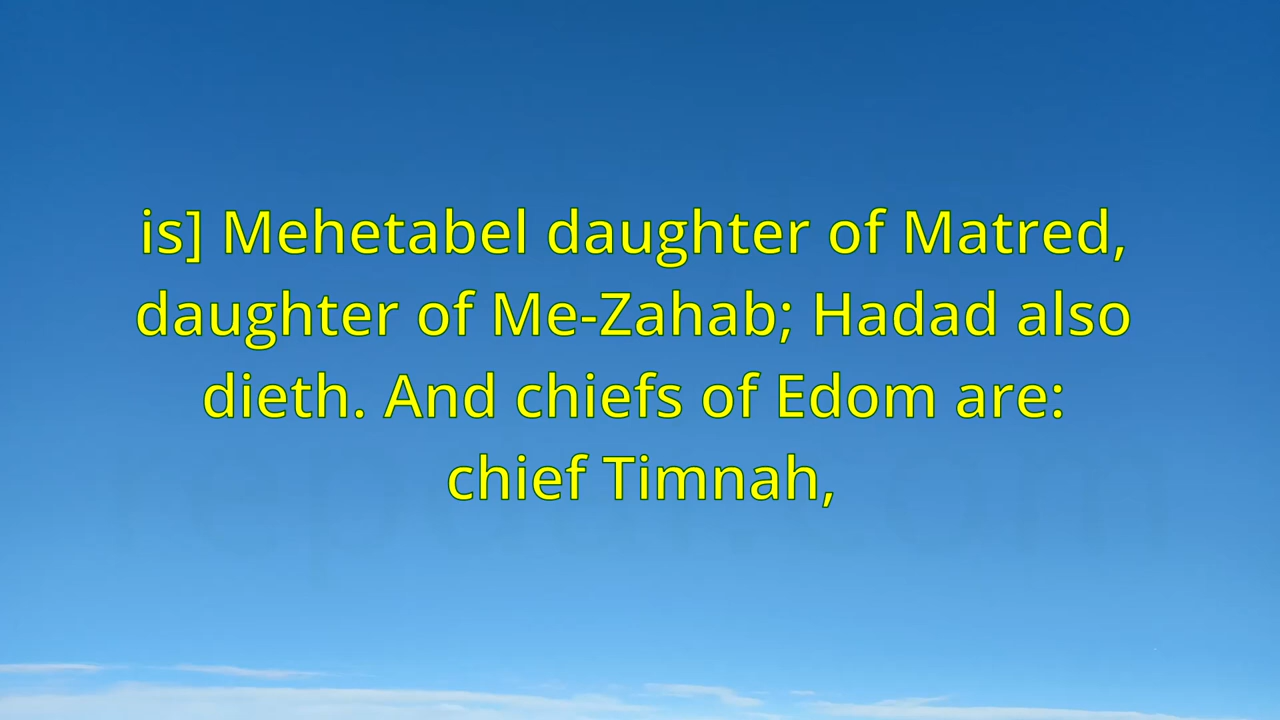 is] Mehetabel daughter of Matred,
daughter of Me-Zahab; Hadad also
dieth. And chiefs of Edom are:
chief Timnah,